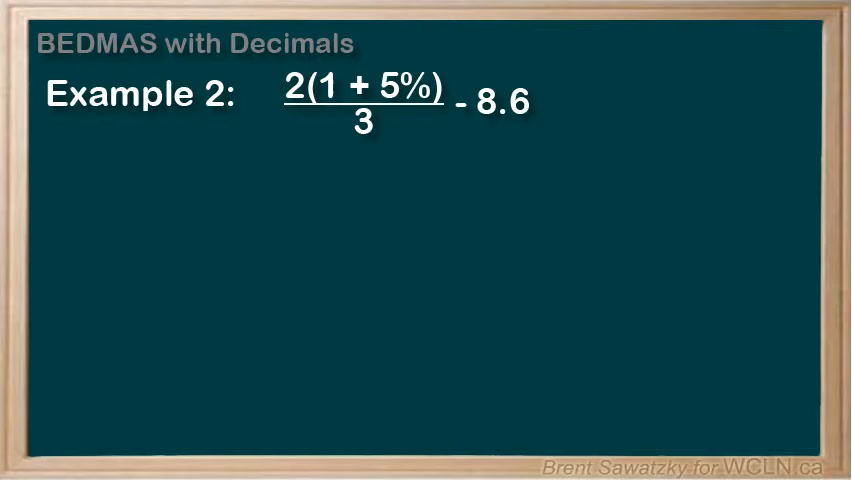 BEDMAS with Decimals
Example 2: 2(1 + 5%)/3 - 8.6
Brent Sawatzky for WCLN.ca